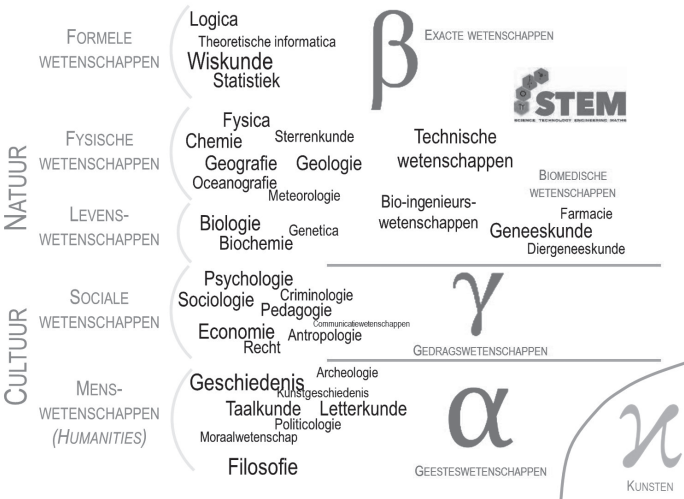 FORMELE
WETENSCHAPPEN
Logica
Theoretische informatica
Wiskunde
Statistiek
β
EXACTE WETENSCHAPPEN
STEM
SCIENCE TECHNOLOGY ENGINEERING MATHS
NATUUR
FYSISCHE
WETENSCHAPPEN
Fysica
Chemie
Sterrenkunde
Geografie
Geologie
Oceanografie
Meteorologie
Technische
wetenschappen
BIOMEDISCHE
WETENSCHAPPEN
LEVENS-
WETENSCHAPPEN
Biologie
Genetica
Biochemie
Bio-ingenieurs-
wetenschappen
Farmacie
Geneeskunde
Diergeneeskunde
CULTUUR
SOCIALE
WETENSCHAPPEN
Psychologie
Sociologie
Criminologie
Pedagogie
Communicatiewetenschappen
Economie
Antropologie
Recht
γ
GEDRAGSWETENSCHAPPEN
MENS-
WETENSCHAPPEN
(HUMANITIES)
Archeologie
Geschiedenis
Kunstgeschiedenis
Taalkunde
Letterkunde
Politicologie
Moraalwetenschap
Filosofie
α
GEESTESWETENSCHAPPEN
ϰ
KUNSTEN